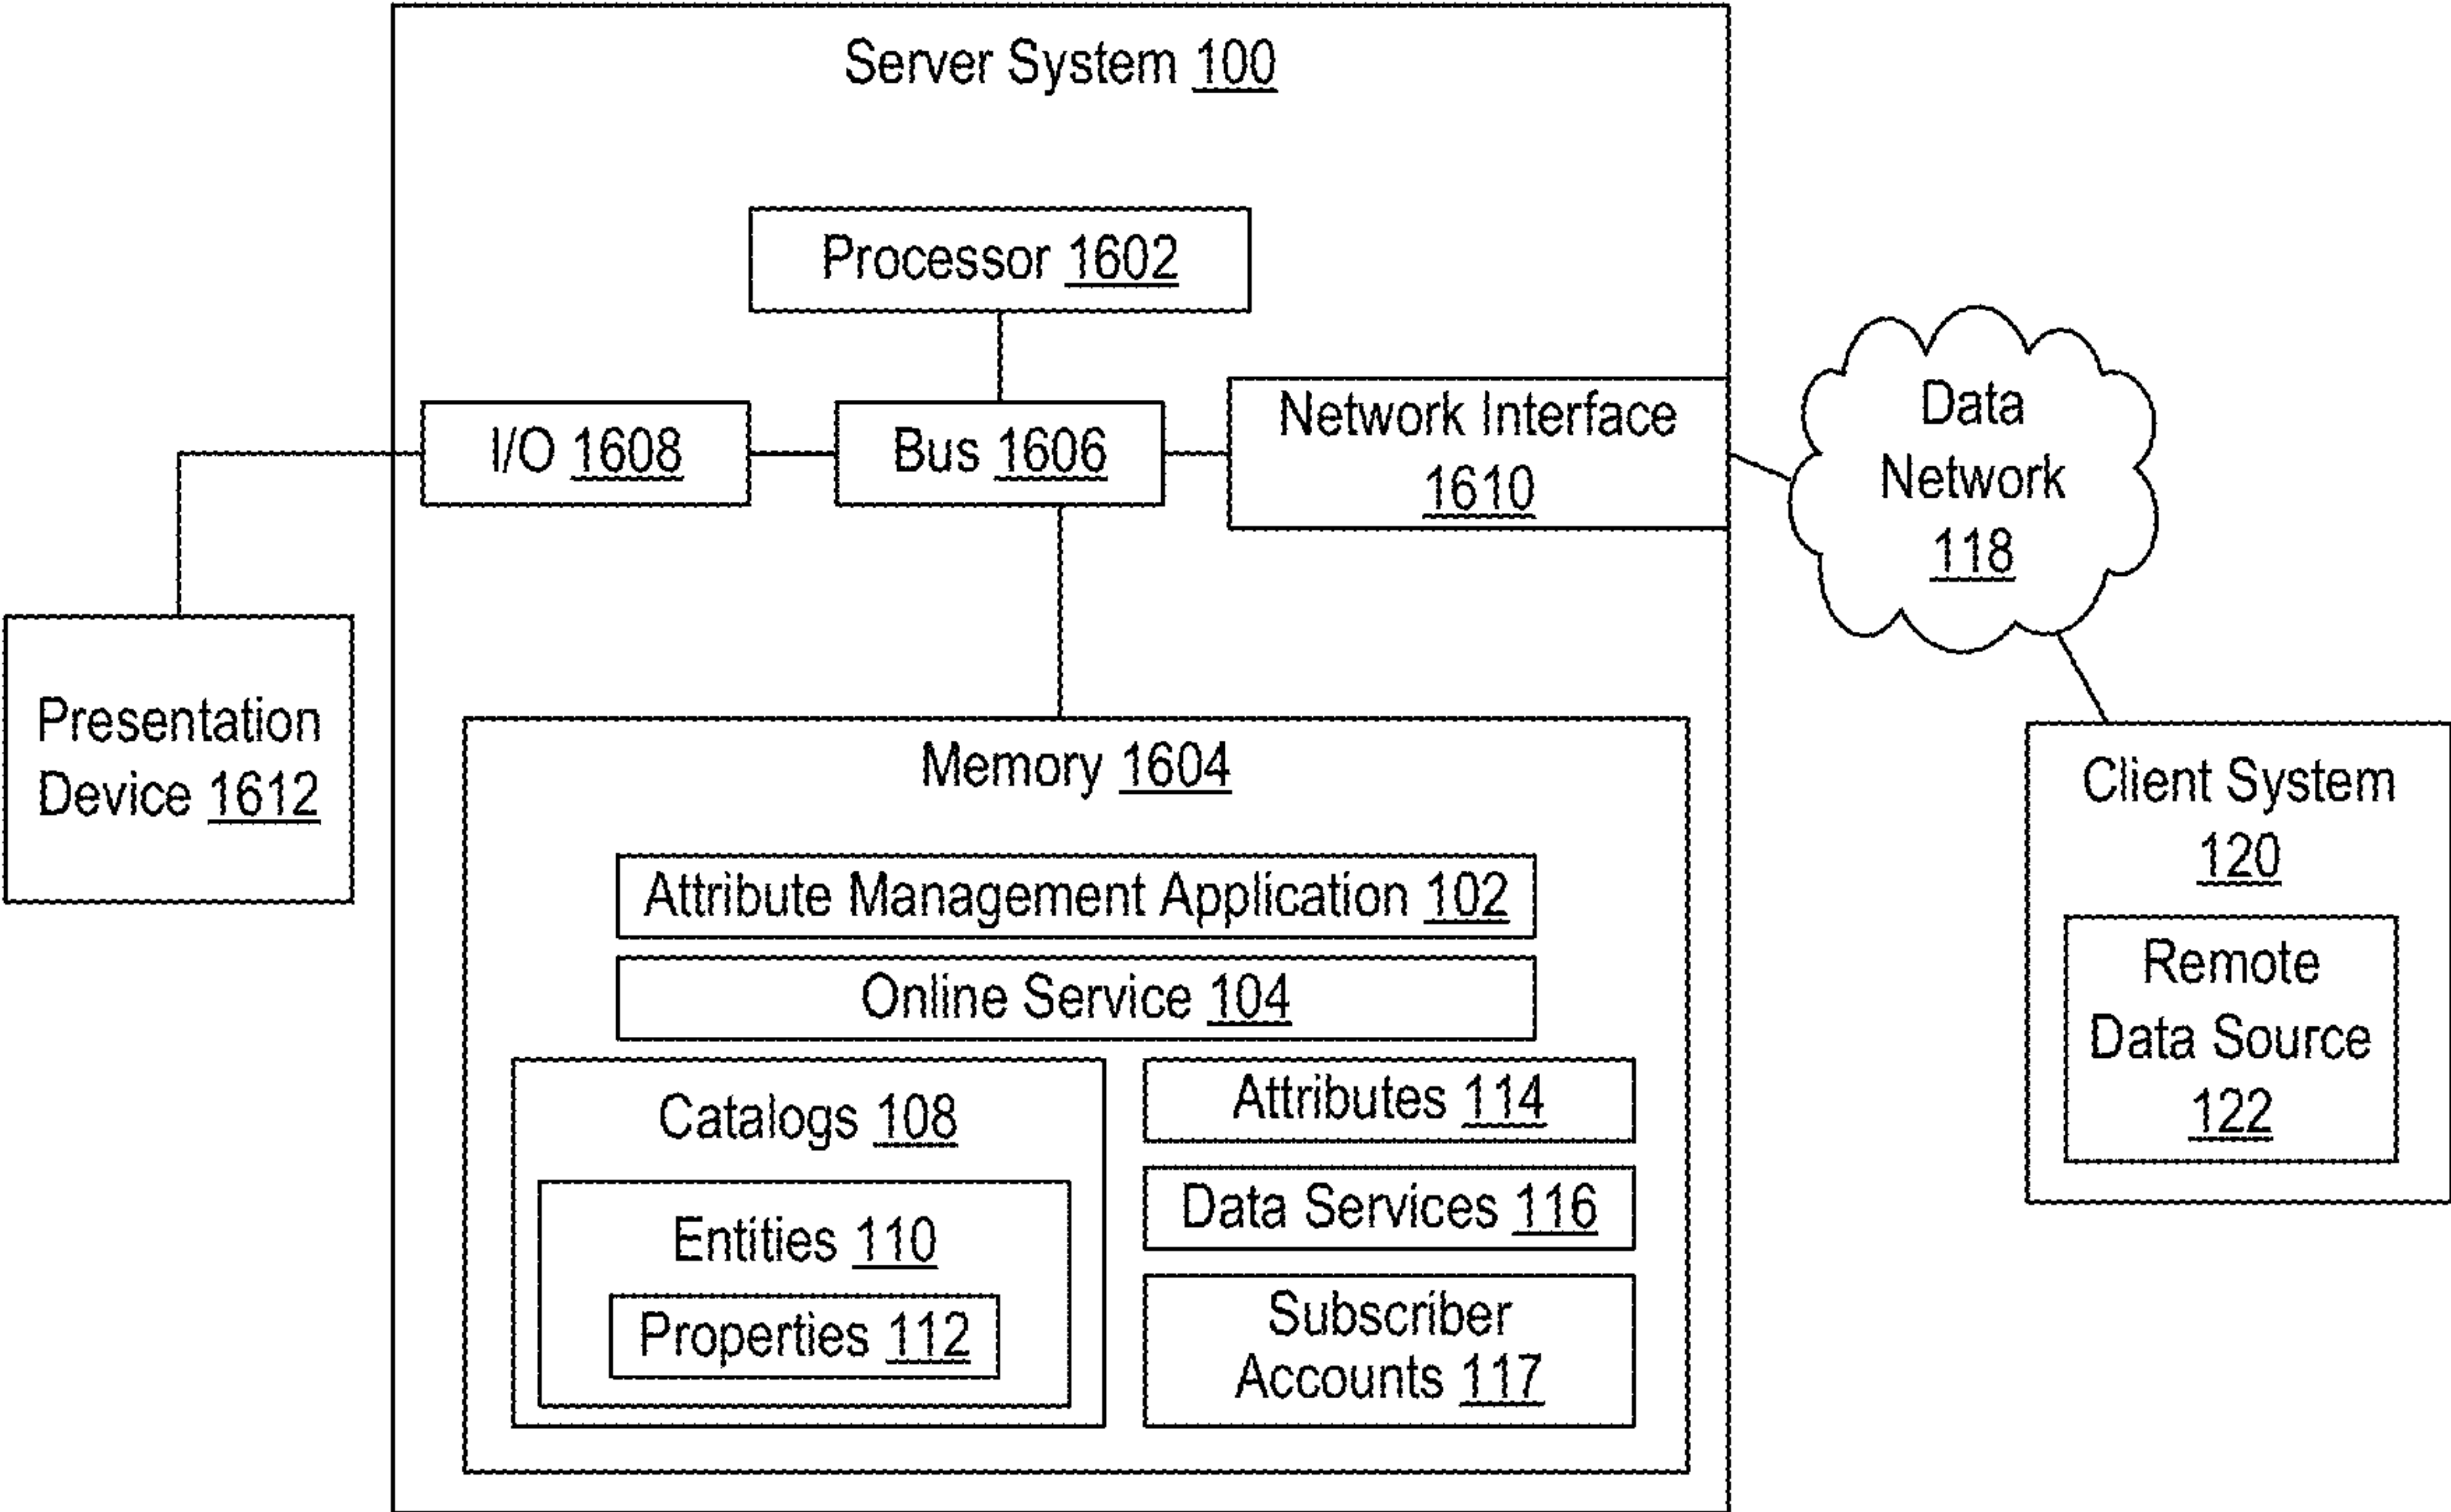 Server System 100
Processor 1602
I/O 1608
Bus 1606
Network Interface
1610
Data
Network
118
Presentation
Device 1612
Memory 1604
Attribute Management Application 102
Online Service 104
Catalogs 108
Entities 110
Properties 112
Attributes 114
Data Services 116
Subscriber
Accounts 117
Client System
120
Remote
Data Source
122